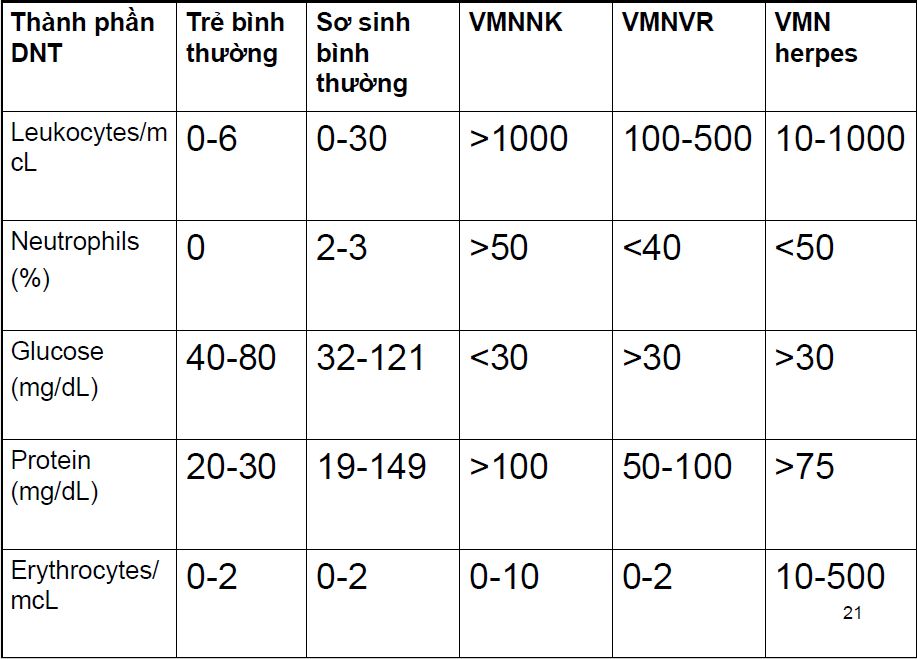 Thành phần DNT | Trẻ bình thường | Sơ sinh bình thường | VMNNK | VMNVR | VMN herpes
Leukocytes/mcL | 0-6 | 0-30 | >1000 | 100-500 | 10-1000
Neutrophils (%) | 0 | 2-3 | >50 | <40 | <50
Glucose (mg/dL) | 40-80 | 32-121 | <30 | >30 | >30
Protein (mg/dL) | 20-30 | 19-149 | >100 | 50-100 | >75
Erythrocytes/mcL | 0-2 | 0-2 | 0-10 | 0-2 | 10-500
21